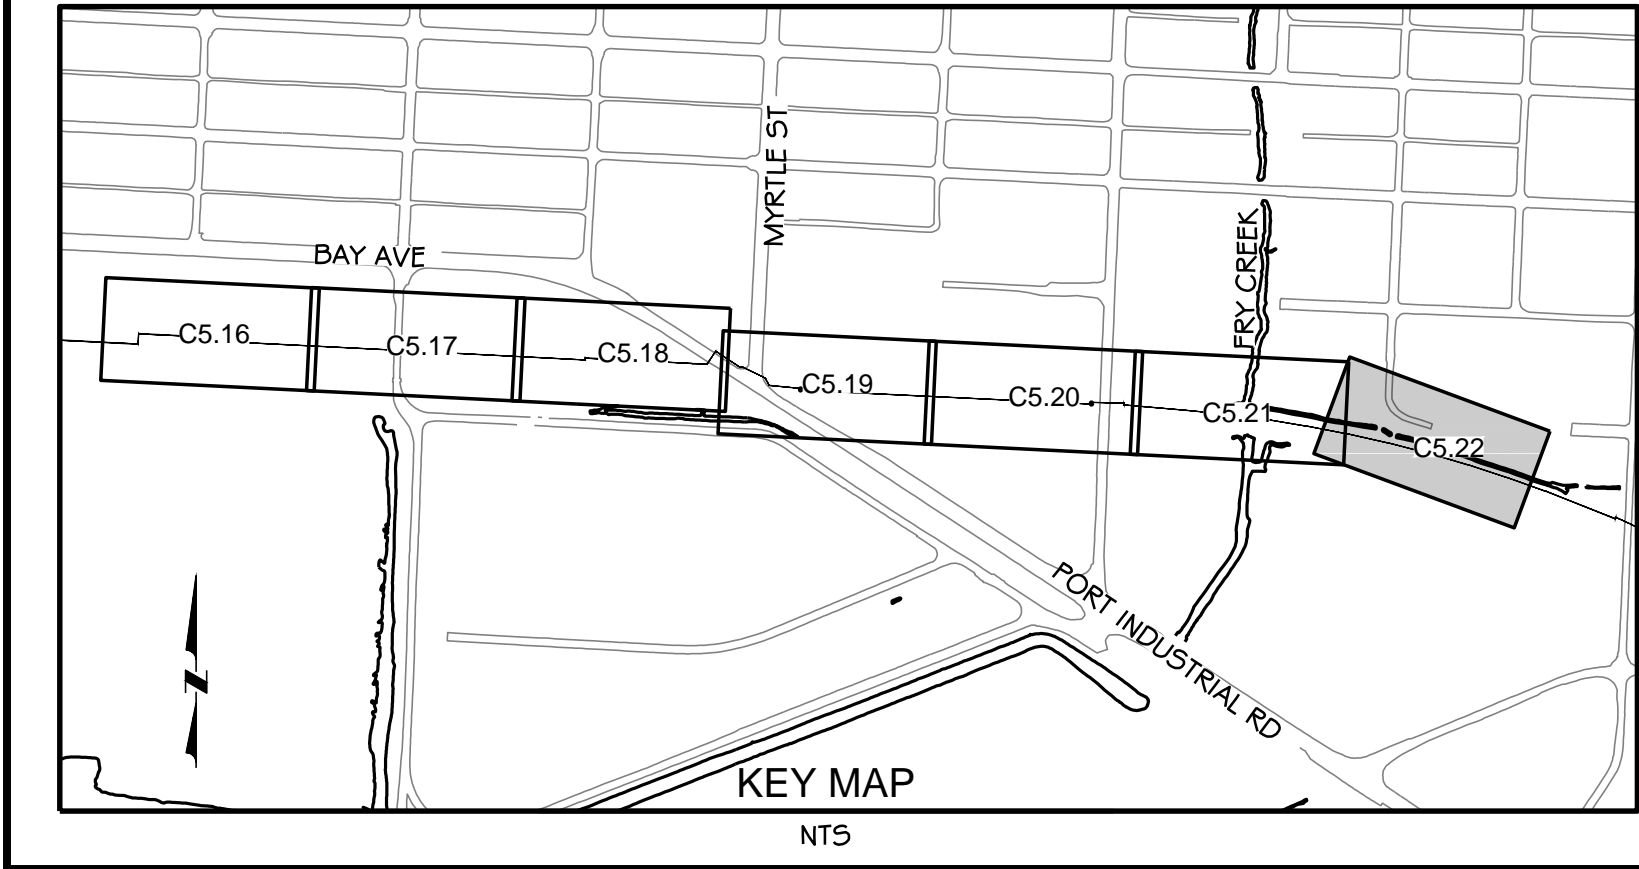 MYRTLE ST
BAY AVE
FRY CREEK
C5.16
C5.17
C5.18
C5.19
C5.20
C5.21
C5.22
PORT INDUSTRIAL RD
N
KEY MAP
NTS